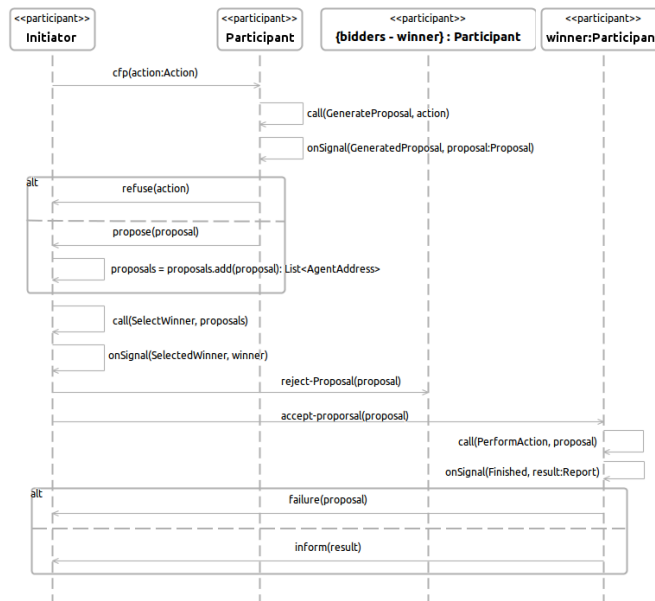 <<participant>>
Initiator
<<participant>>
Participant
<<participant>>
{bidders - winner} : Participant
<<participant>>
winner:Participan
cfp(action:Action)
call(GenerateProposal, action)
onSignal(GeneratedProposal, proposal:Proposal)
alt
refuse(action)
propose(proposal)
proposals = proposals.add(proposal): List<AgentAddress>
call(SelectWinner, proposals)
onSignal(SelectedWinner, winner)
reject-Proposal(proposal)
accept-proporsal(proposal)
call(PerformAction, proposal)
onSignal(Finished, result:Report)
alt
failure(proposal)
inform(result)